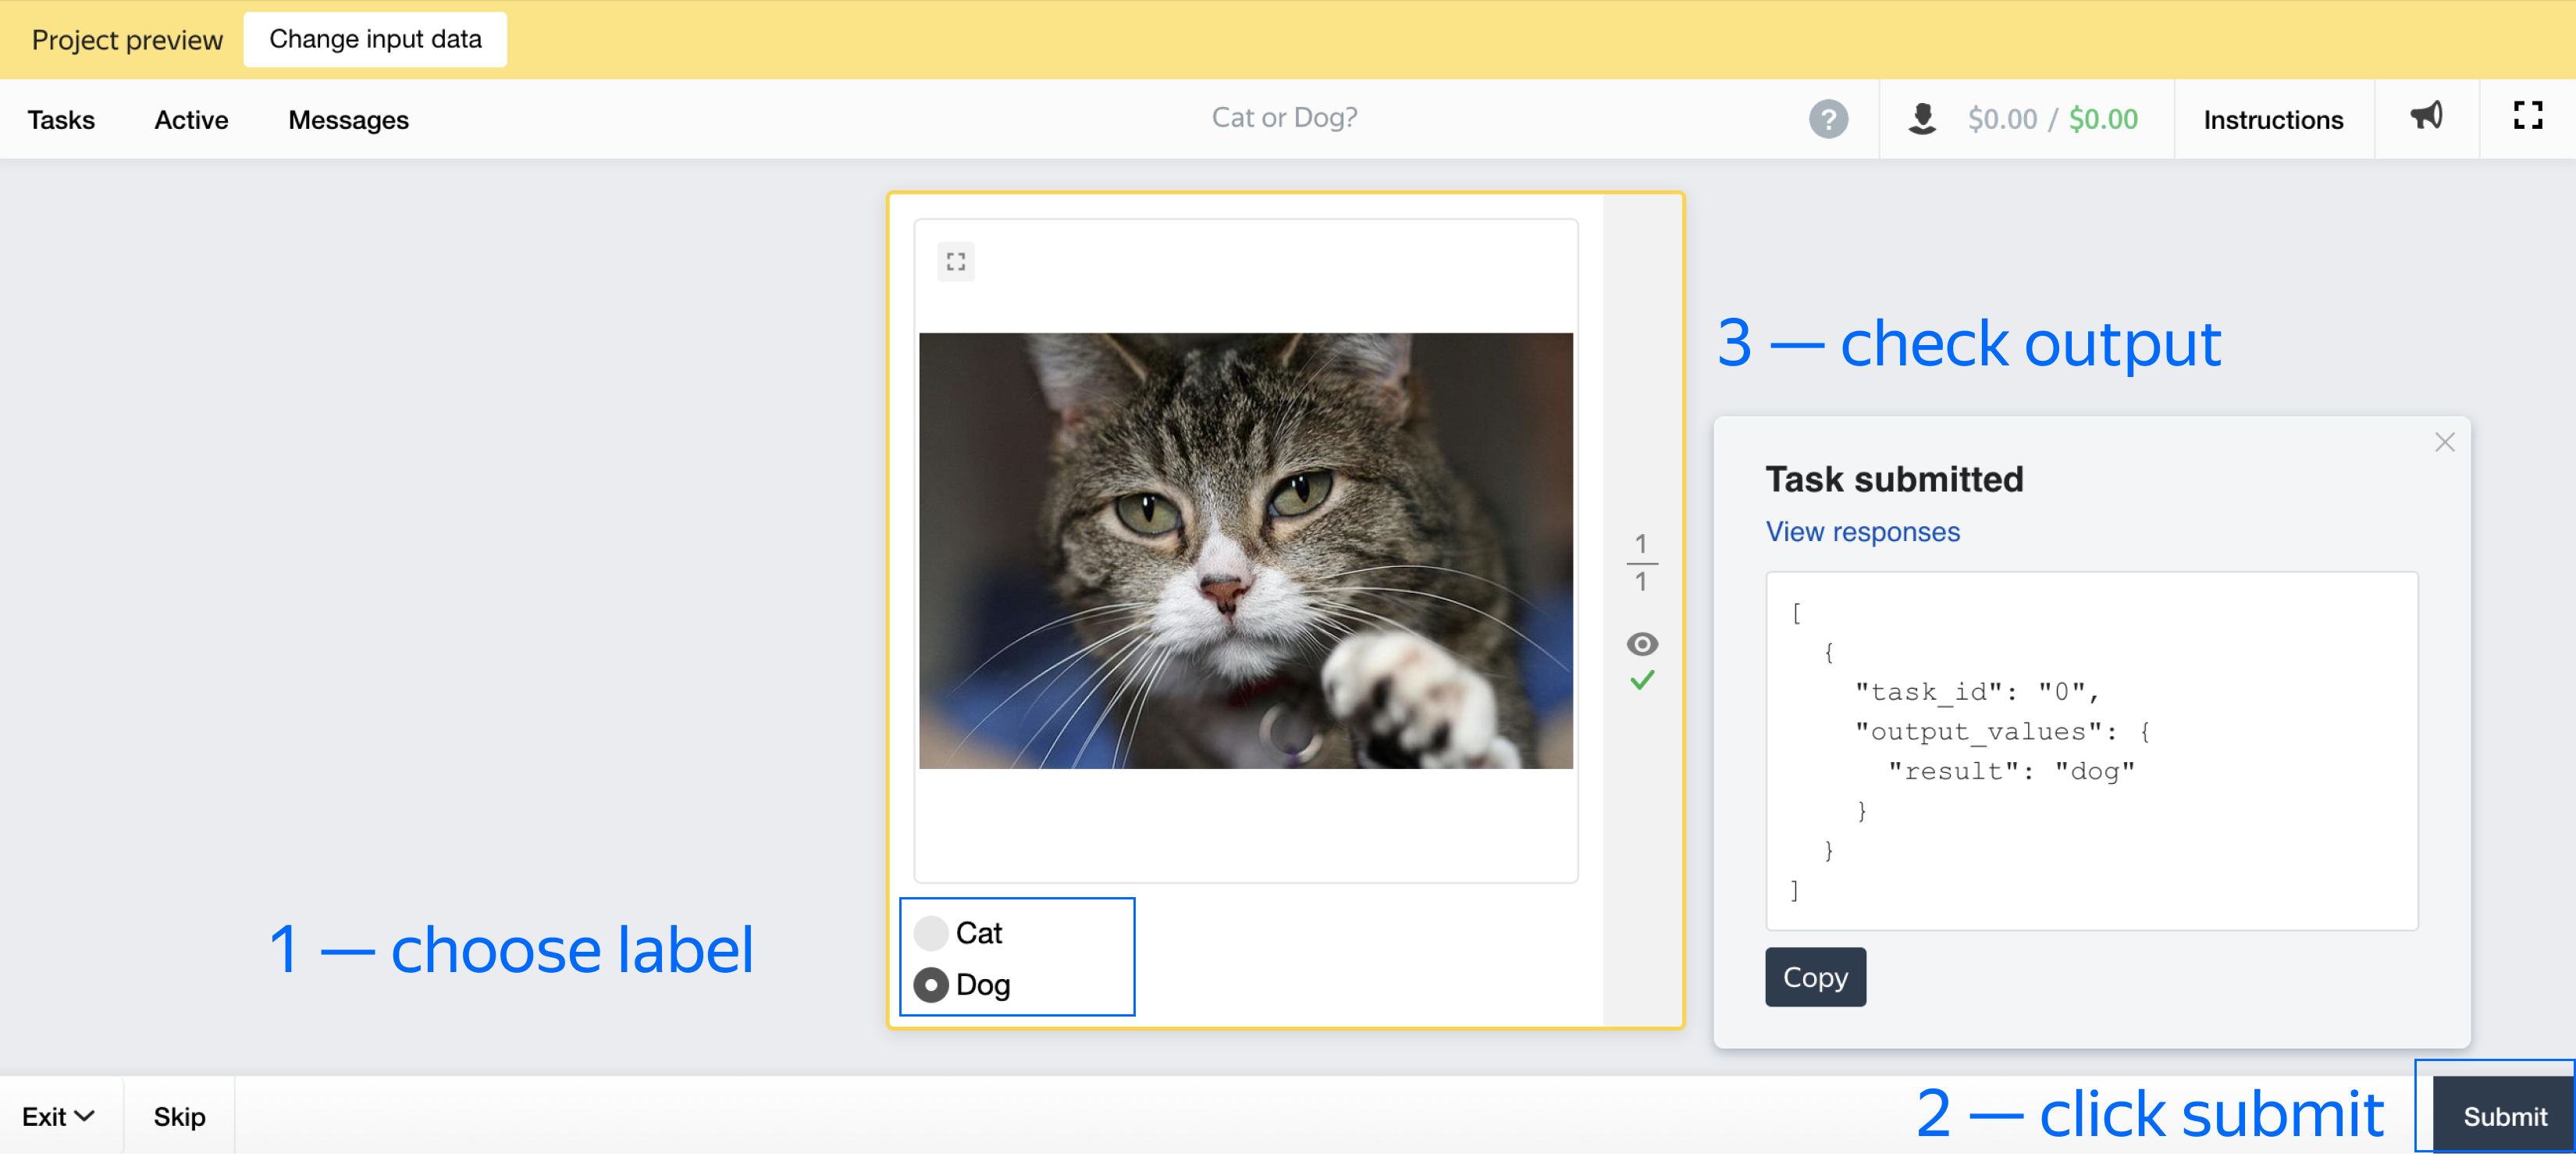 Project preview
Change input data
Tasks
Active
Messages
Cat or Dog?
?
$0.00 / $0.00
Instructions
3 — check output
1
1
Task submitted
View responses
[
{
"task_id": "0",
"output_values": {
"result": "dog"
}
}
]
Copy
1 — choose label
Cat
Dog
Exit
Skip
2 — click submit
Submit